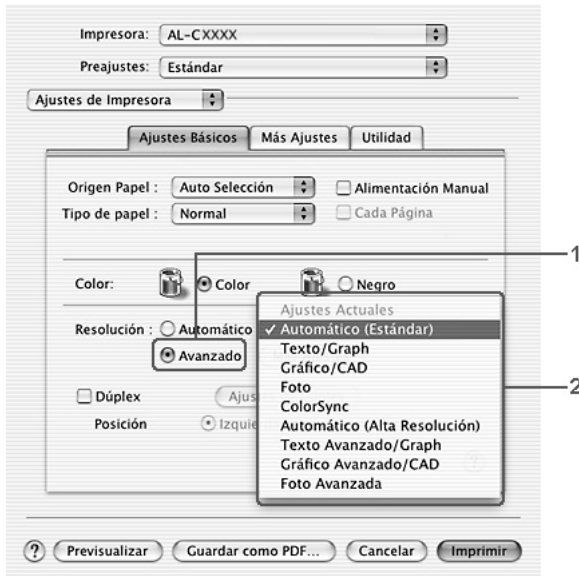 Impresora: AL-CXXXX
Preajustes: Estándar
Ajustes de Impresora
Ajustes Básicos Más Ajustes Utilidad
Origen Papel : Auto Selección Alimentación Manual
Tipo de papel : Normal Cada Página
1
Color: Color Negro
Resolución : Automático
Avanzado
Ajustes Actuales
✓ Automático (Estándar)
Texto/Graph
Gráfico/CAD
Foto
ColorSync
Automático (Alta Resolución)
Texto Avanzado/Graph
Gráfico Avanzado/CAD
Foto Avanzada
2
Dúplex
Posición
? Previsualizar Guardar como PDF... Cancelar Imprimir